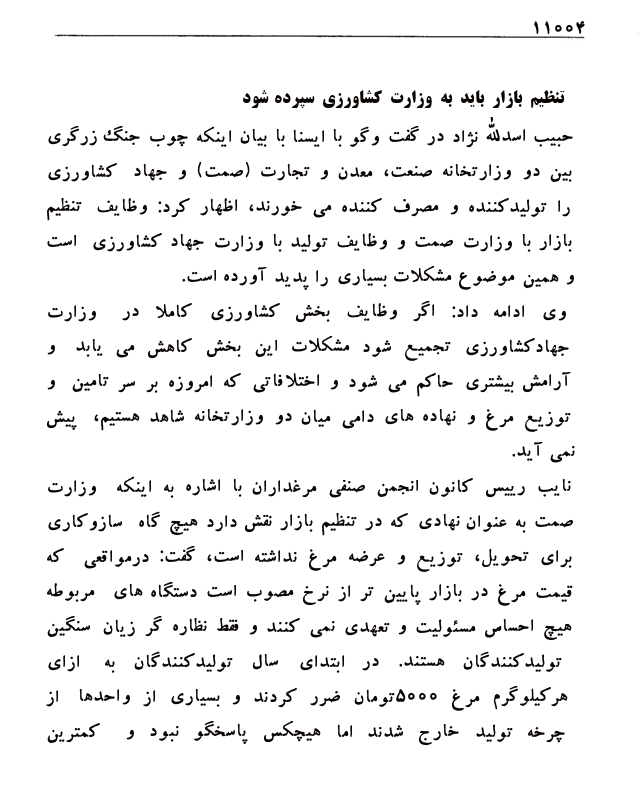 ۱۱۰۰۴
تنظیم بازار باید به وزارت کشاورزی سپرده شود
حبیب اسدالله نژاد در گفت وگو با ایسنا با بیان اینکه چوب جنگ زرگری
بین دو وزارتخانه صنعت، معدن و تجارت (صمت) و جهاد کشاورزی
را تولیدکننده و مصرف کننده می خورند، اظهار کرد: وظایف تنظیم
بازار با وزارت صمت و وظایف تولید با وزارت جهاد کشاورزی است
و همین موضوع مشکلات بسیاری را پدید آورده است.
وی ادامه داد: اگر وظایف بخش کشاورزی کاملا در وزارت
جهادکشاورزی تجمیع شود مشکلات این بخش کاهش می یابد و
آرامش بیشتری حاکم می شود و اختلافاتی که امروزه بر سر تامین و
توزیع مرغ و نهاده های دامی میان دو وزارتخانه شاهد هستیم، پیش
نمی آید.
نایب رییس کانون انجمن صنفی مرغداران با اشاره به اینکه وزارت
صمت به عنوان نهادی که در تنظیم بازار نقش دارد هیچ گاه سازوکاری
برای تحویل، توزیع و عرضه مرغ نداشته است، گفت: درمواقعی که
قیمت مرغ در بازار پایین تر از نرخ مصوب است دستگاه های مربوطه
هیچ احساس مسئولیت و تعهدی نمی کنند و فقط نظاره گر زیان سنگین
تولیدکنندگان هستند. در ابتدای سال تولیدکنندگان به ازای
هرکیلوگرم مرغ ۵۰۰۰تومان ضرر کردند و بسیاری از واحدها از
چرخه تولید خارج شدند اما هیچکس پاسخگو نبود و کمترین